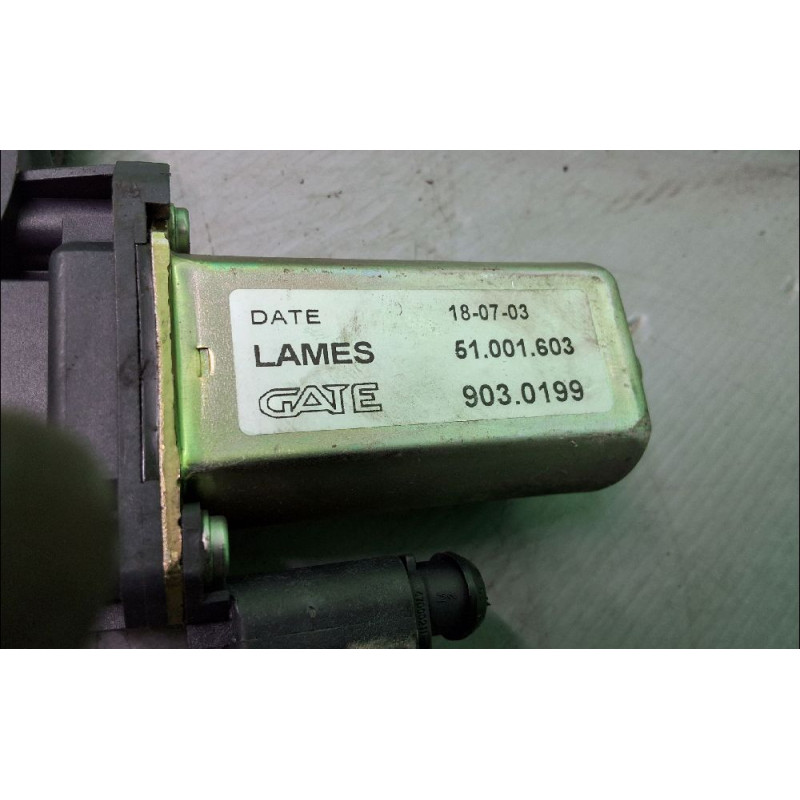 DATE 18-07-03
LAMES 51.001.603
GATE 903.0199